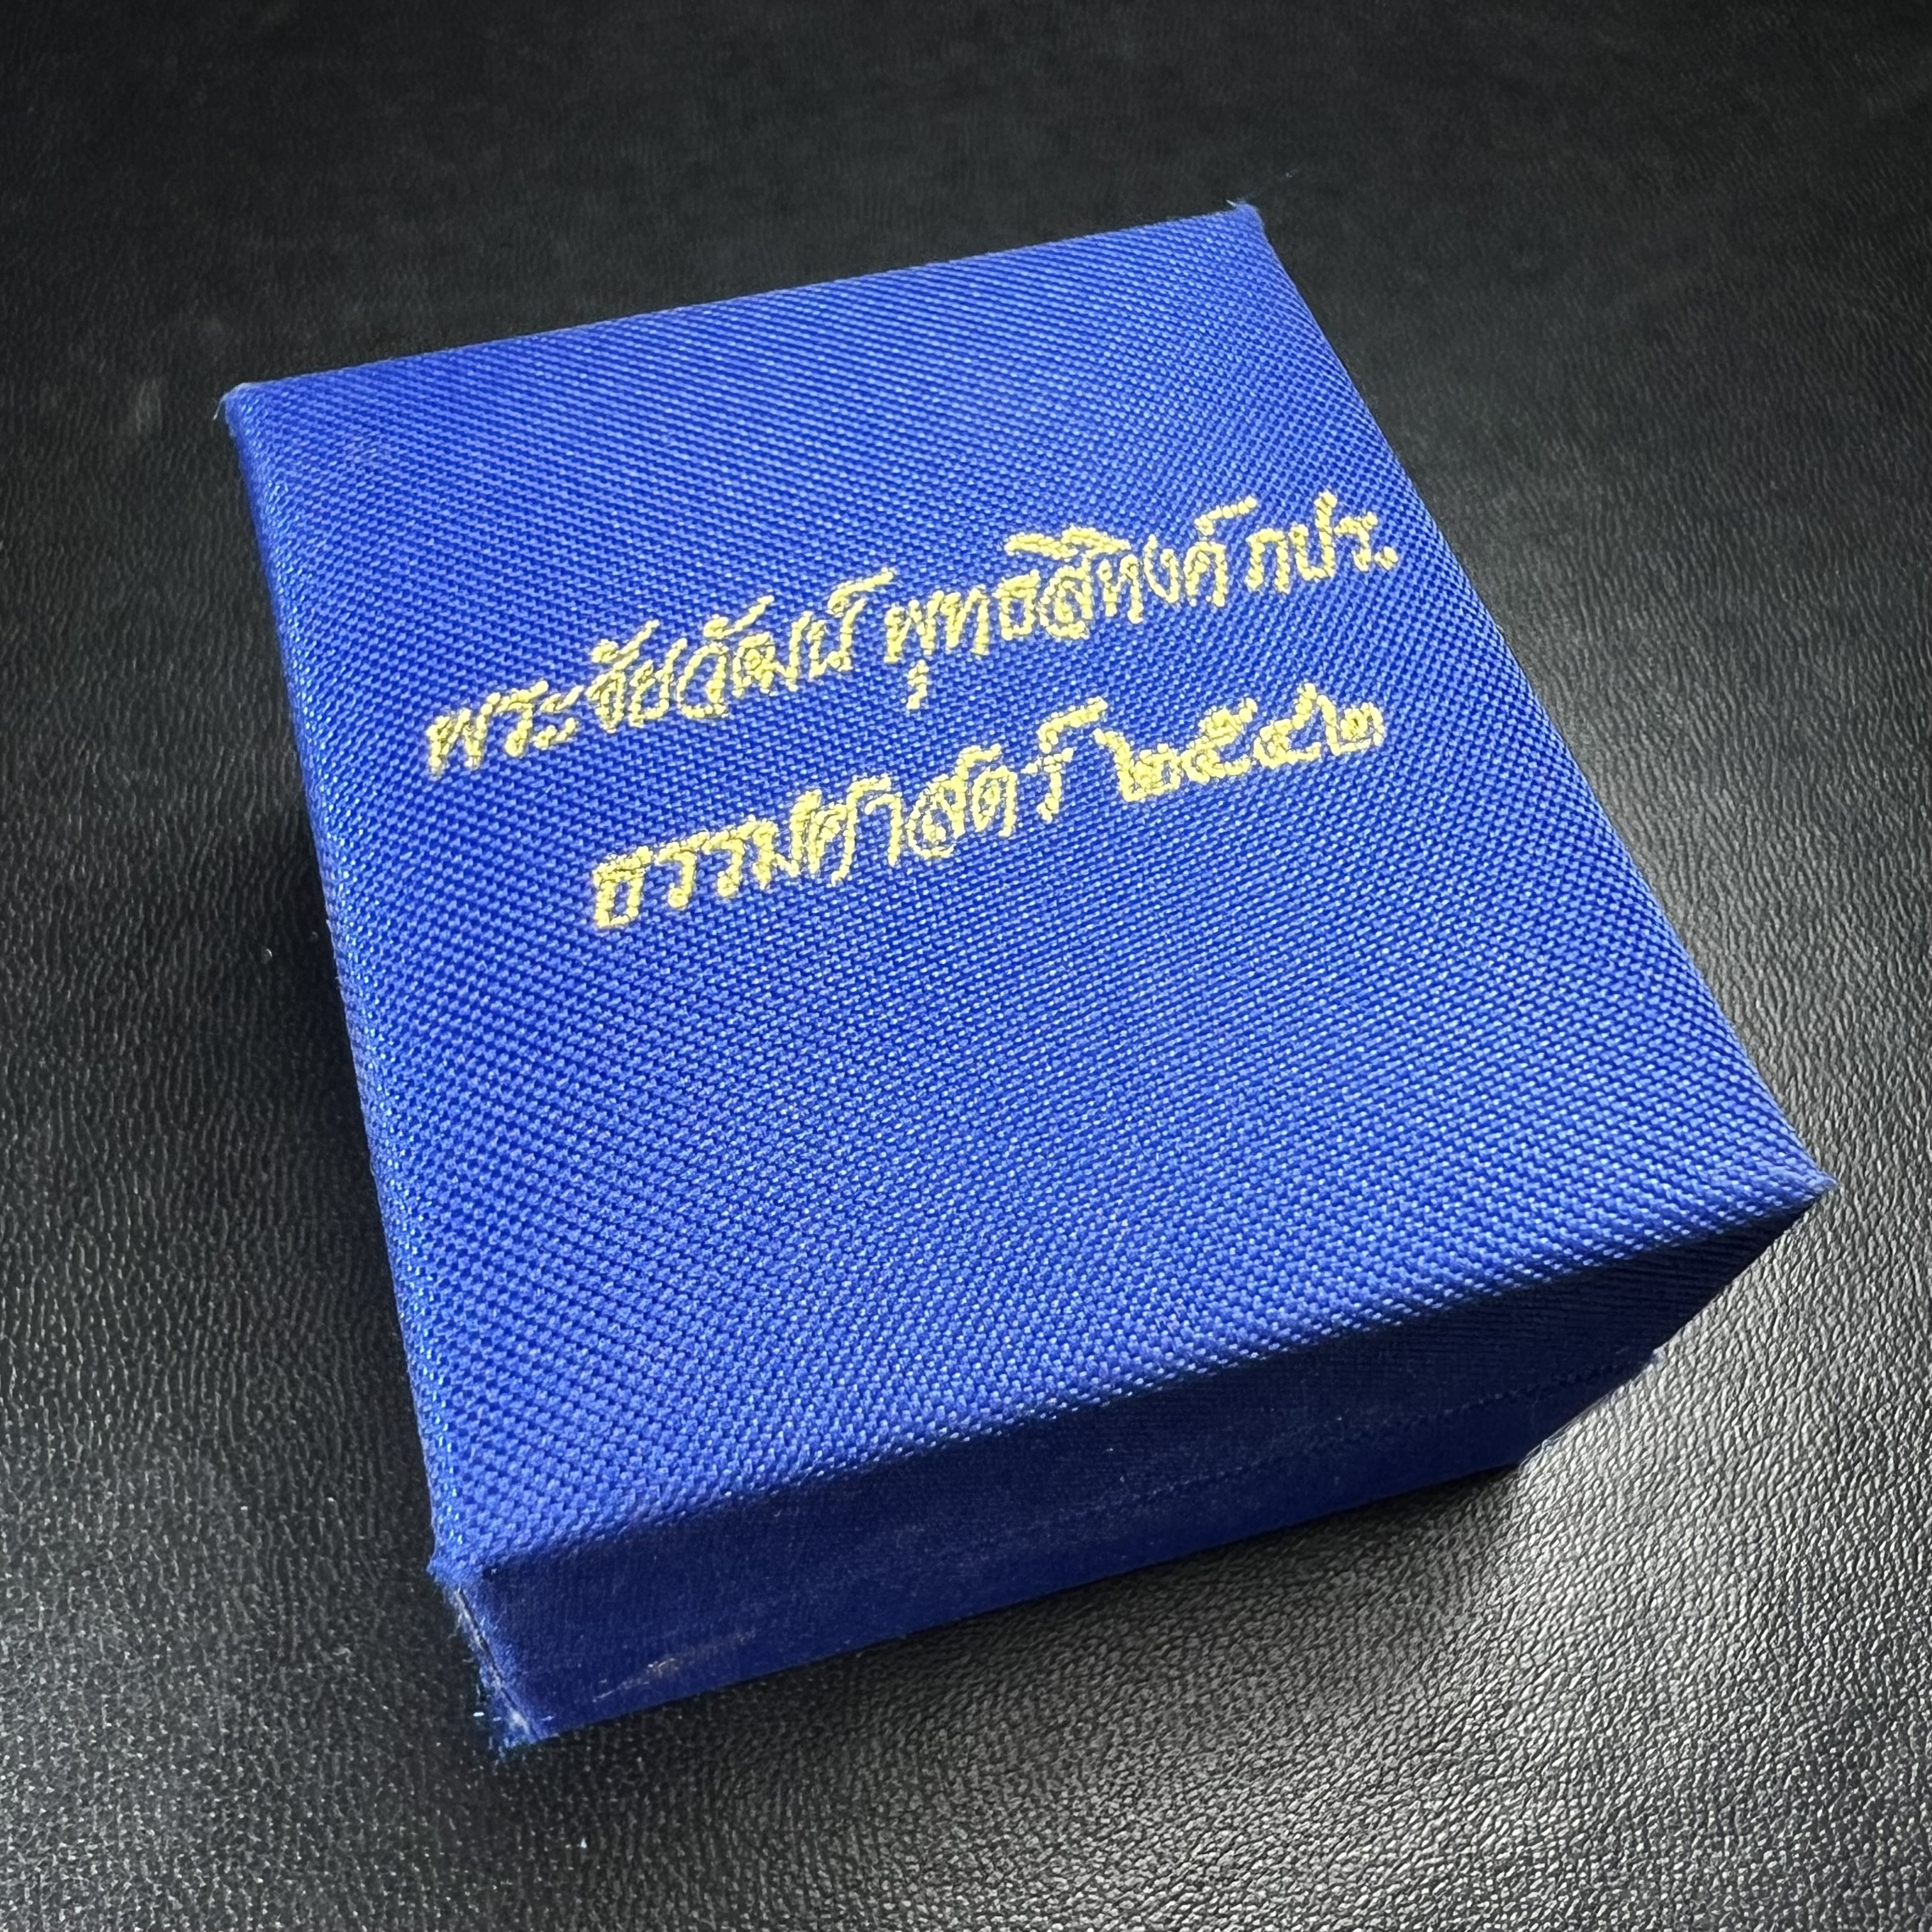 พระชัยวัฒน์ พุทธสิหิงค์ ภปร.
ธรรมศาสตร์ ๒๕๔๒